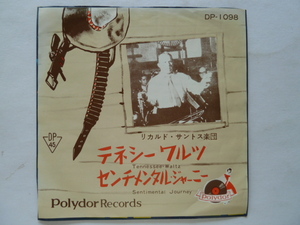 DP-1098
リカルド・サントス楽団
DP
45
テネシーワルツ
Tennessee Waltz
センチメンタルジャーニー
Sentimental Journey
Polydor Records
Polydor